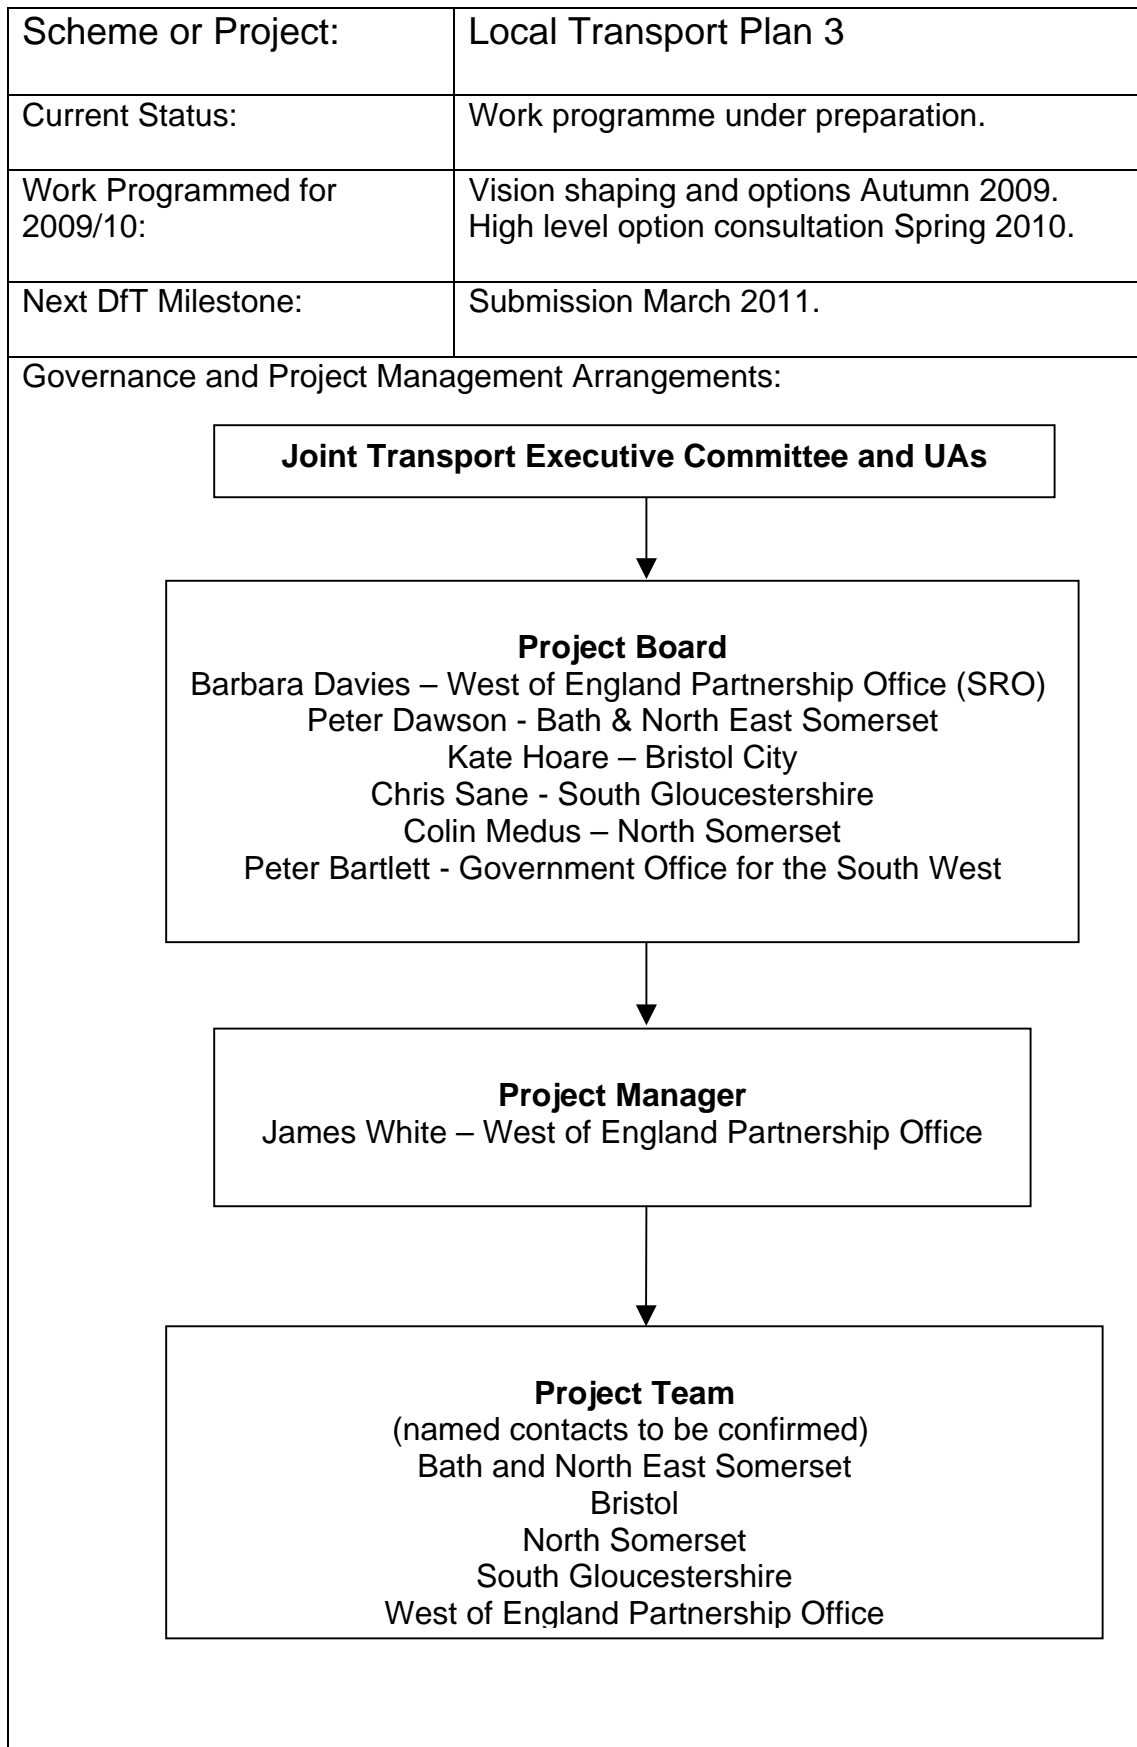 Scheme or Project:
Local Transport Plan 3
Current Status:
Work programme under preparation.
Work Programmed for
2009/10:
Vision shaping and options Autumn 2009.
High level option consultation Spring 2010.
Next DfT Milestone:
Submission March 2011.
Governance and Project Management Arrangements:
Joint Transport Executive Committee and UAs
Project Board
Barbara Davies – West of England Partnership Office (SRO)
Peter Dawson - Bath & North East Somerset
Kate Hoare – Bristol City
Chris Sane - South Gloucestershire
Colin Medus – North Somerset
Peter Bartlett - Government Office for the South West
Project Manager
James White – West of England Partnership Office
Project Team
(named contacts to be confirmed)
Bath and North East Somerset
Bristol
North Somerset
South Gloucestershire
West of England Partnership Office